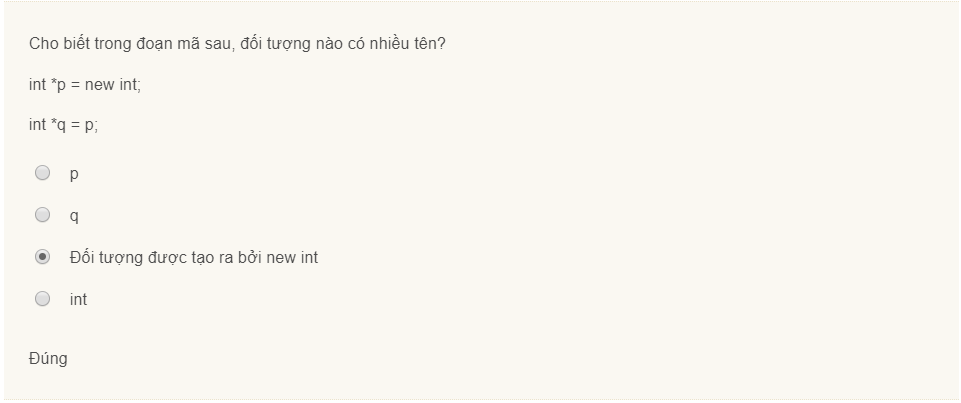 Cho biết trong đoạn mã sau, đối tượng nào có nhiều tên?
int *p = new int;
int *q = p;
p
q
Đối tượng được tạo ra bởi new int
int
Đúng